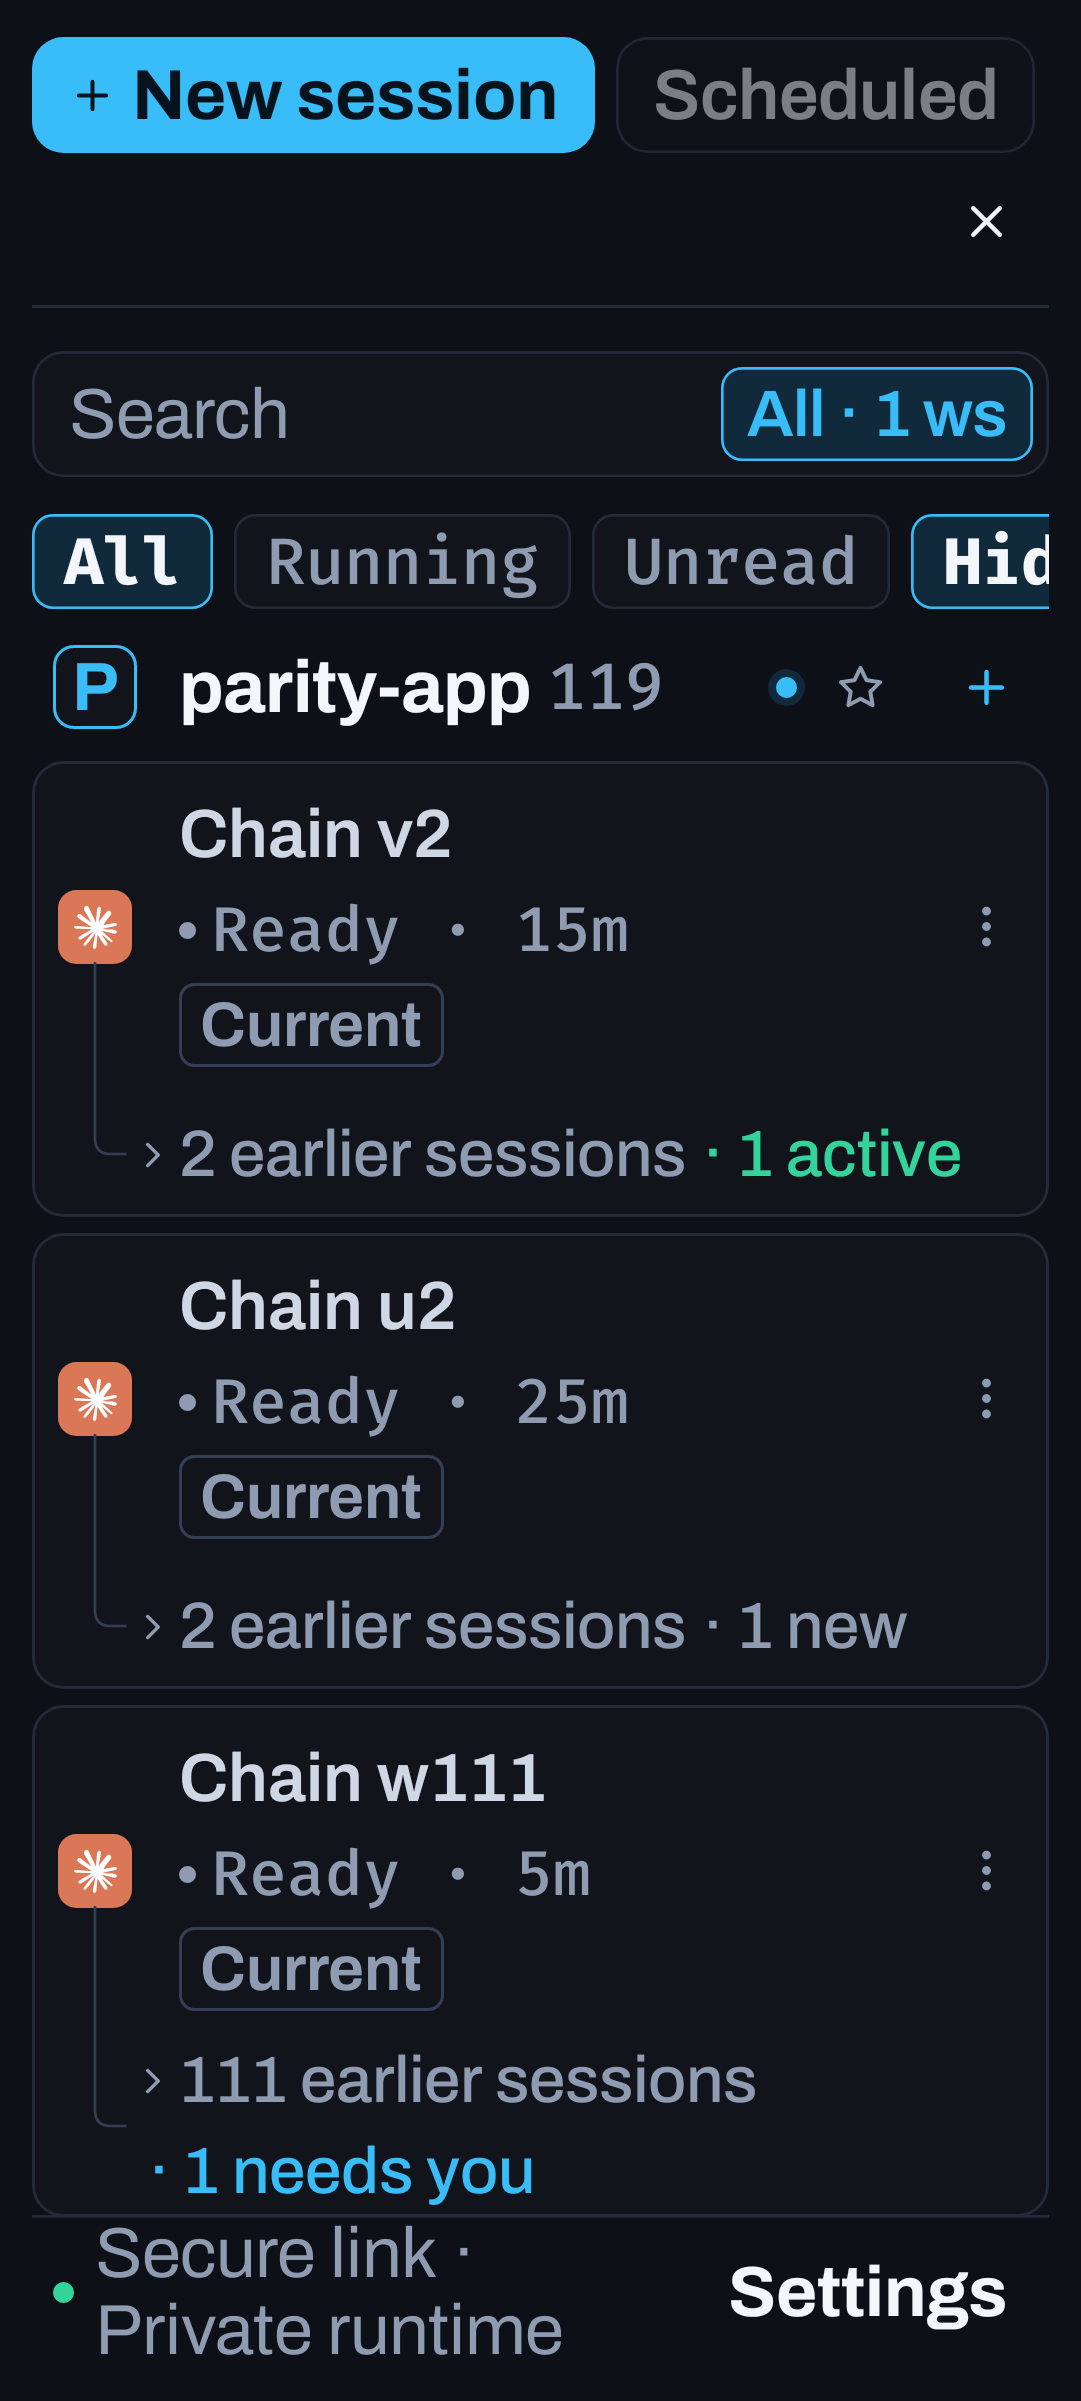 + New session
Scheduled
Search
All · 1 ws
All
Running
Unread
Hid
P
parity-app 119
Chain v2
• Ready · 15m
Current
2 earlier sessions · 1 active
Chain u2
• Ready · 25m
Current
2 earlier sessions · 1 new
Chain w111
• Ready · 5m
Current
111 earlier sessions
· 1 needs you
Secure link ·
Private runtime
Settings